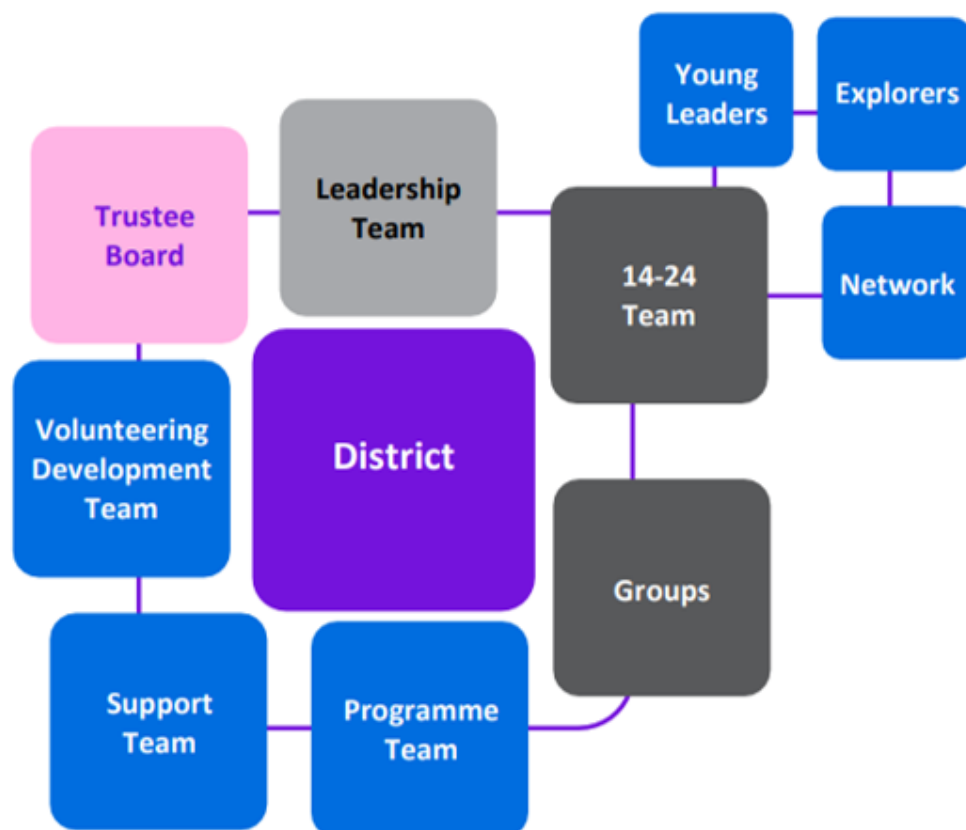 Young
Leaders
Explorers
Trustee
Board
Leadership
Team
14-24
Team
Network
Volunteering
Development
Team
District
Groups
Support
Team
Programme
Team